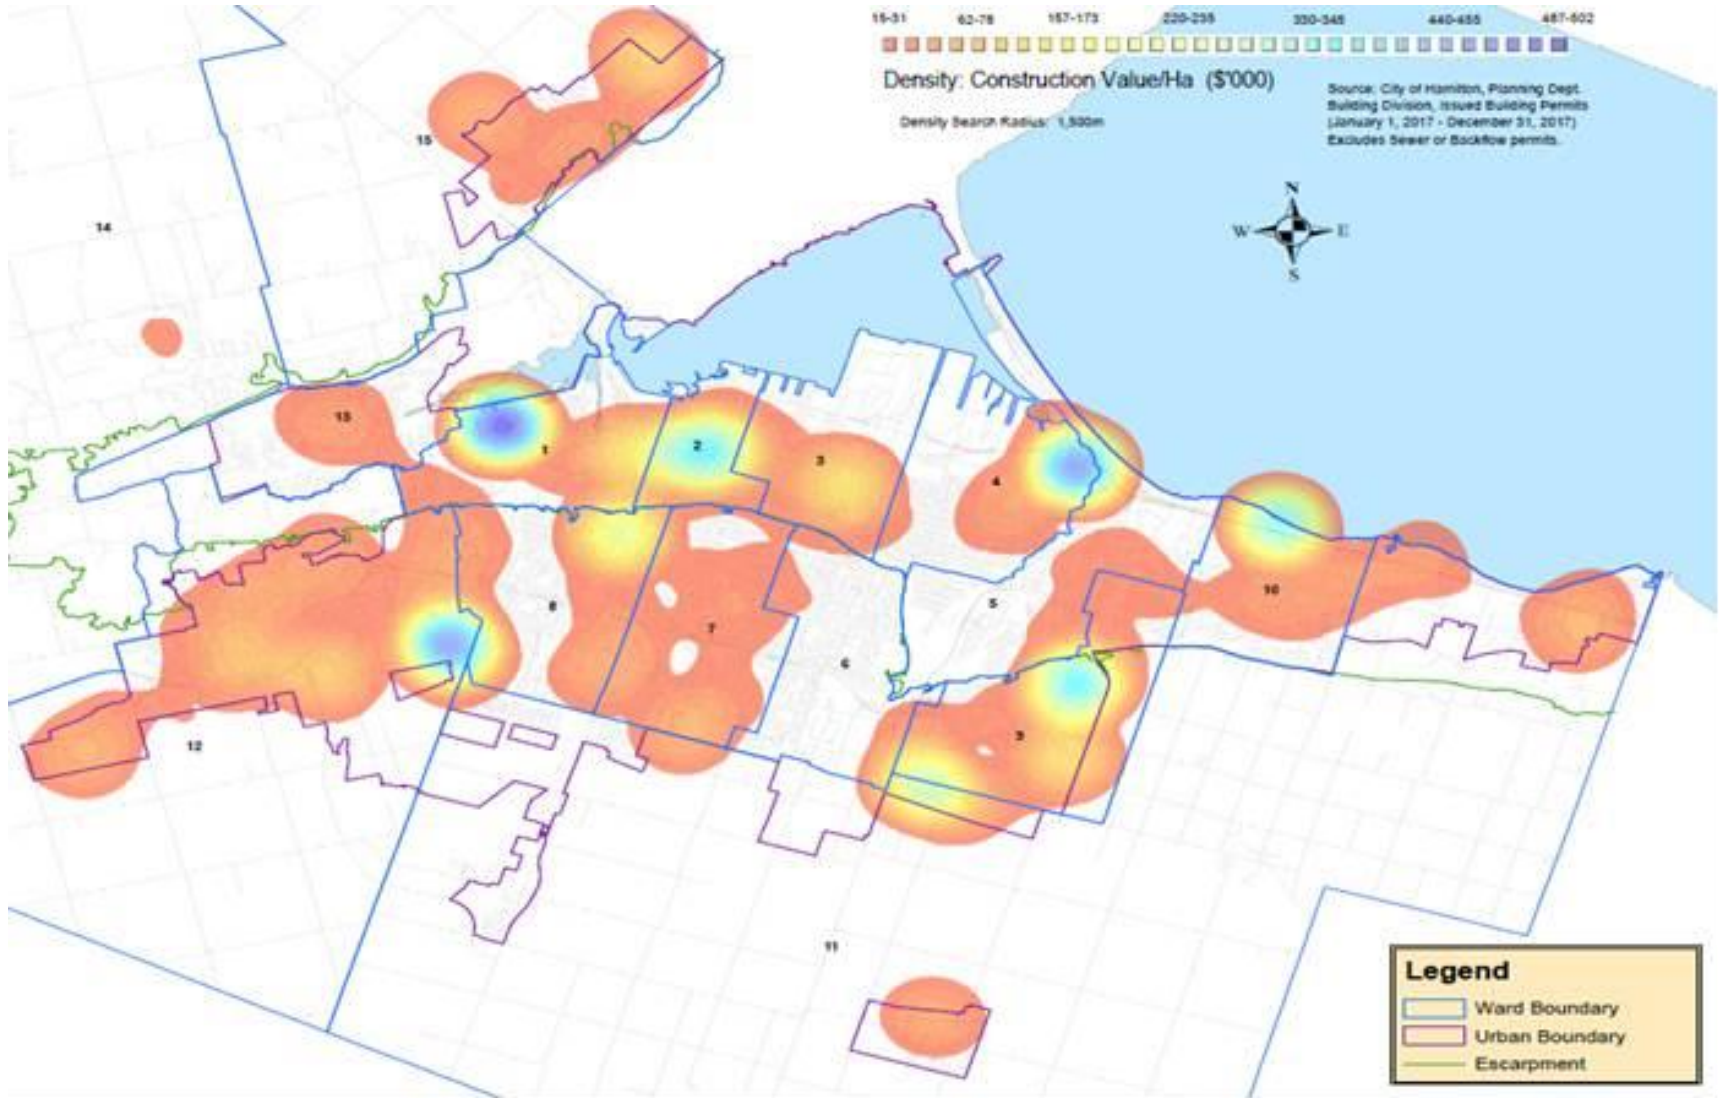 15-31 62-78 157-173 220-235 330-345 440-455 487-502
Density: Construction Value/Ha ($'000)
Density Search Radius: 1,500m
Source: City of Hamilton, Planning Dept.
Building Division, Issued Building Permits
(January 1, 2017 - December 31, 2017)
Excludes Sewer or Backflow permits.
N
W E
S
15
14
13
1
2
3
4
5
6
7
8
9
10
12
11
Legend
Ward Boundary
Urban Boundary
Escarpment